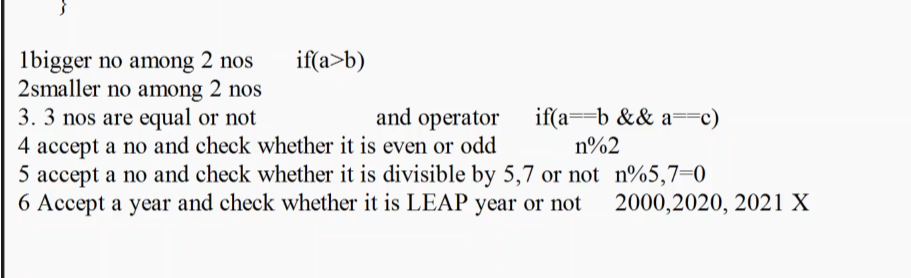 }
1bigger no among 2 nos if(a>b)
2smaller no among 2 nos
3. 3 nos are equal or not and operator if(a==b && a==c)
4 accept a no and check whether it is even or odd n%2
5 accept a no and check whether it is divisible by 5,7 or not n%5,7=0
6 Accept a year and check whether it is LEAP year or not 2000,2020, 2021 X